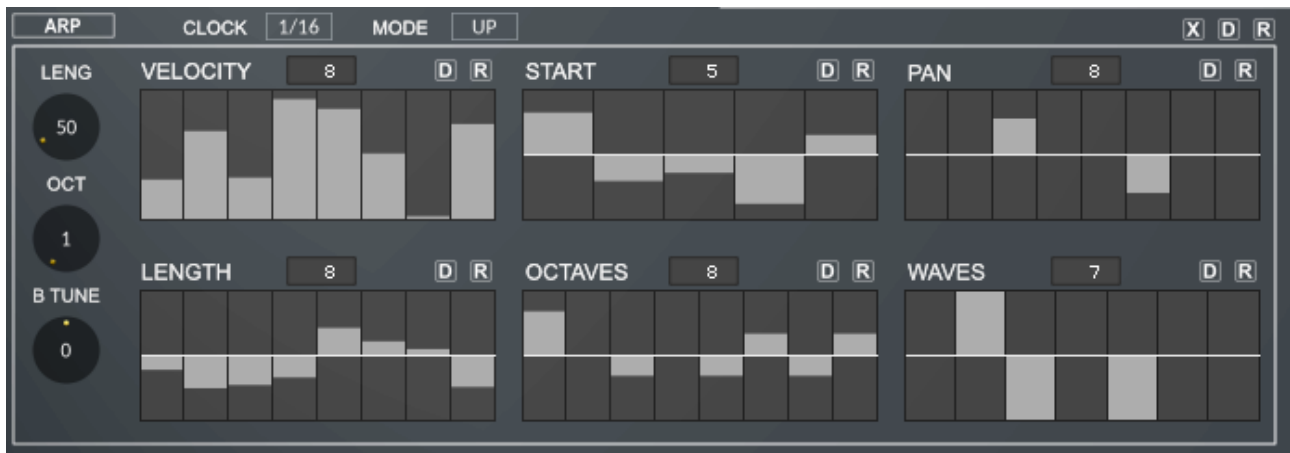 ARP CLOCK 1/16 MODE UP X D R
LENG VELOCITY 8 D R START 5 D R PAN 8 D R
50
OCT
1
LENGTH 8 D R OCTAVES 8 D R WAVES 7 D R
B TUNE
0